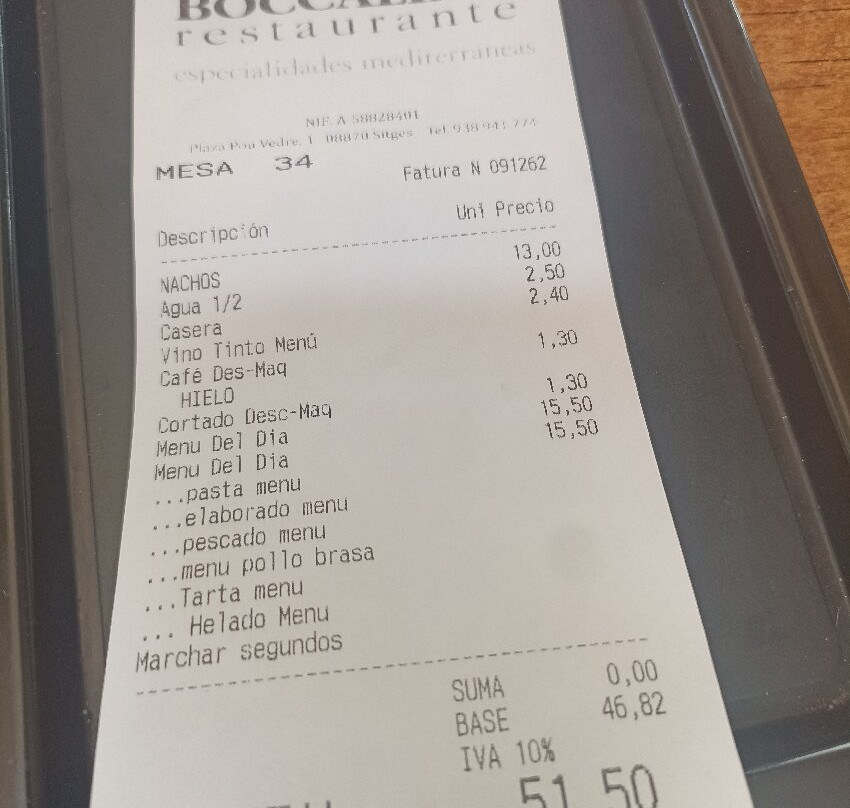 restaurante
especialidades mediterraneas
NIF. A 58828401
Plaza Pou Vedre, 1 08870 Sitges Tel. 938 941 774
MESA 34 Fatura N 091262
Descripción Uni Precio
NACHOS 13,00
Agua 1/2 2,50
Casera 2,40
Vino Tinto Menú
Café Des-Maq 1,30
HIELO
Cortado Desc-Maq 1,30
Menu Del Dia 15,50
Menu Del Dia 15,50
...pasta menu
...elaborado menu
...pescado menu
...menu pollo brasa
...Tarta menu
... Helado Menu
Marchar segundos
SUMA 0,00
BASE 46,82
IVA 10%
51,50